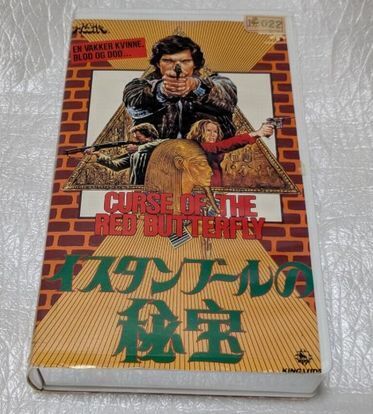 EN VAKKER KVINNE,
BLOD OG DØD...
022
CURSE OF THE
RED BUTTERFLY
イスタンブールの
秘宝